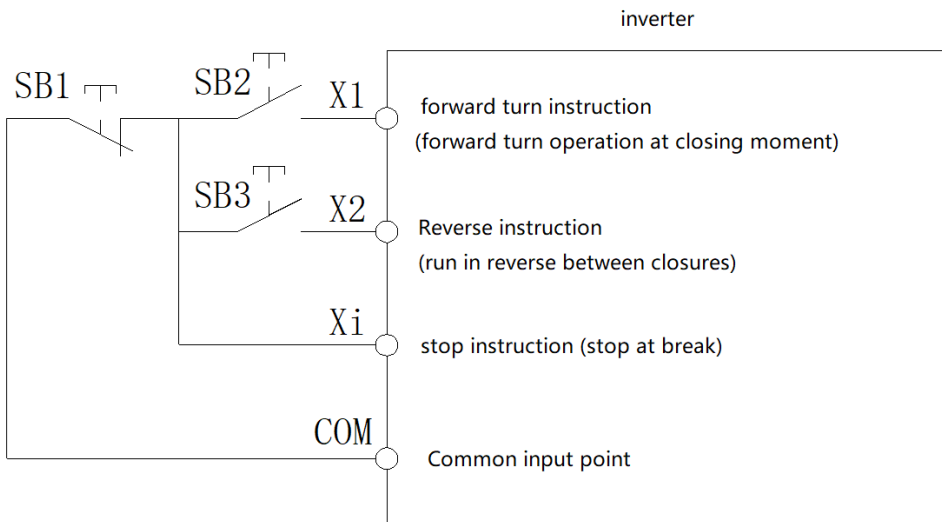 inverter
SB1
SB2
X1
forward turn instruction
(forward turn operation at closing moment)
SB3
X2
Reverse instruction
(run in reverse between closures)
Xi
stop instruction (stop at break)
COM
Common input point